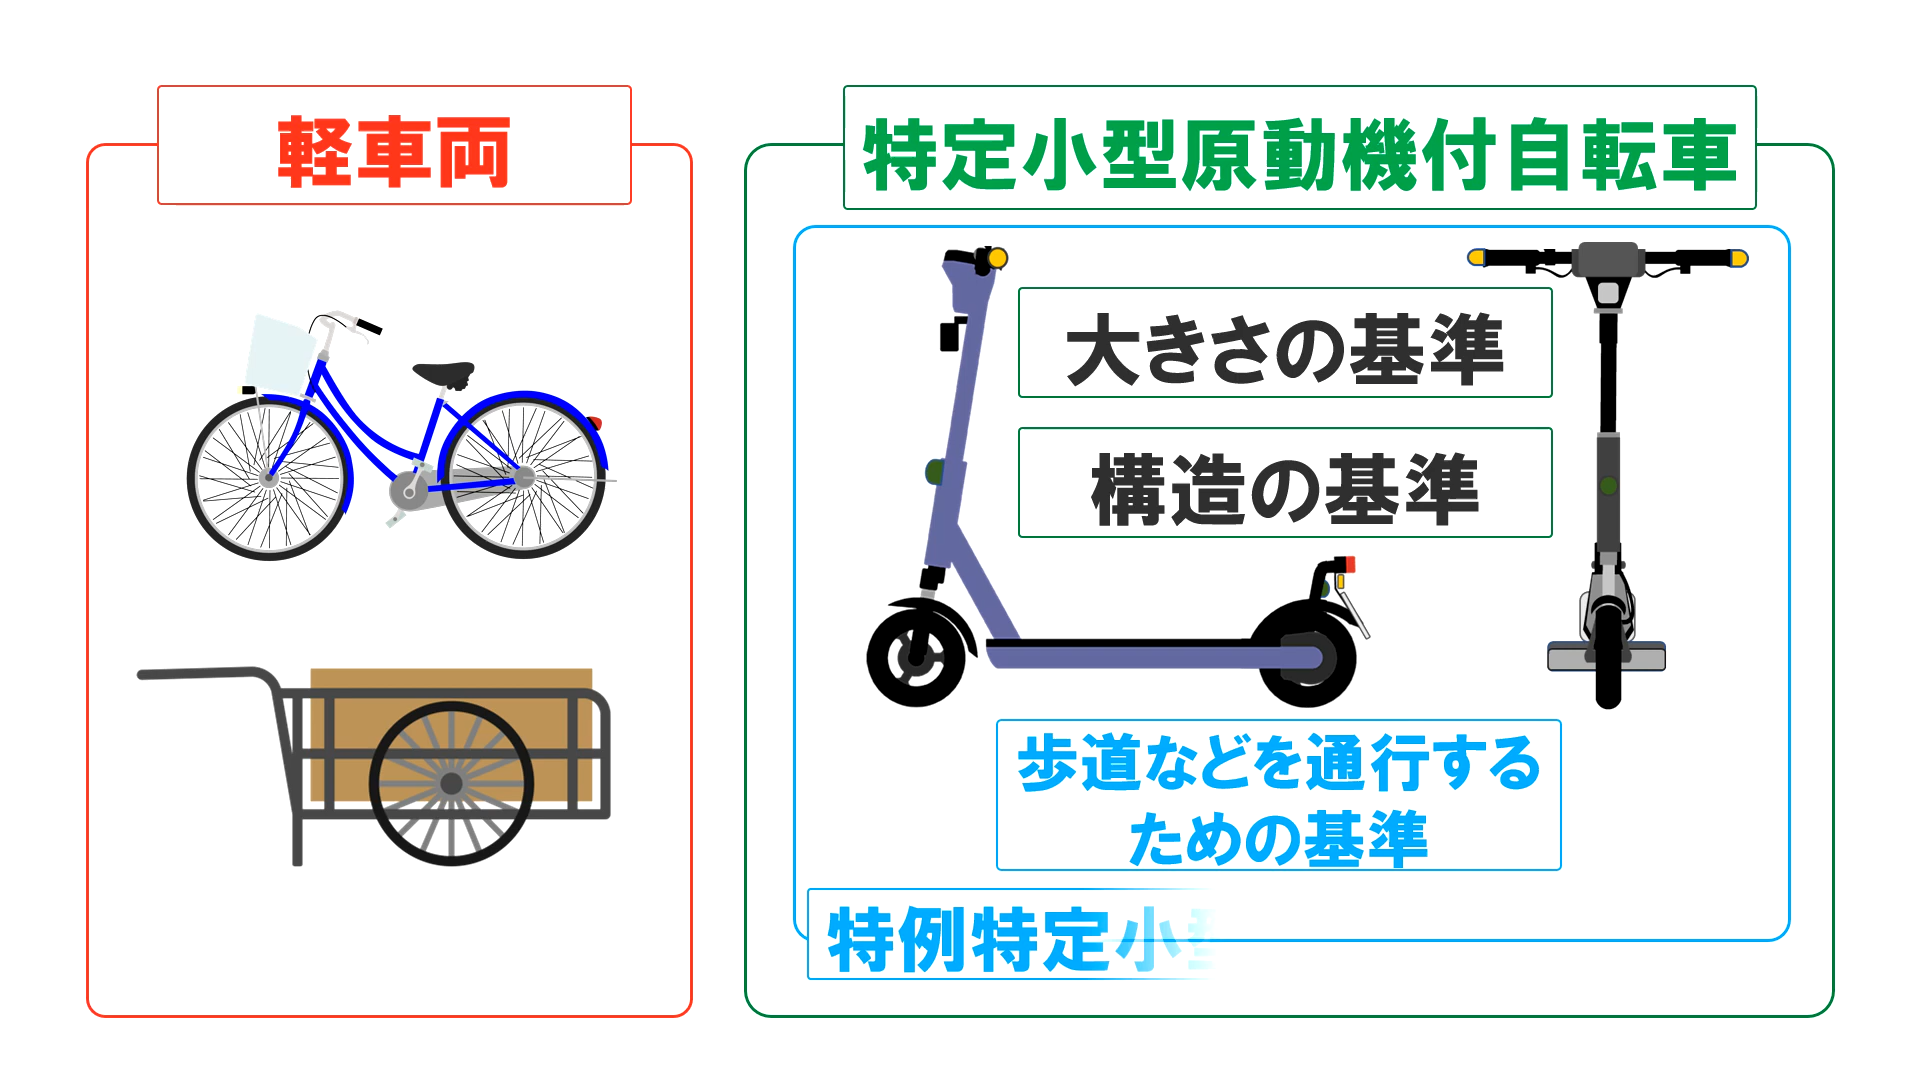 軽車両
特定小型原動機付自転車
大きさの基準
構造の基準
歩道などを通行する
ための基準
特例特定小